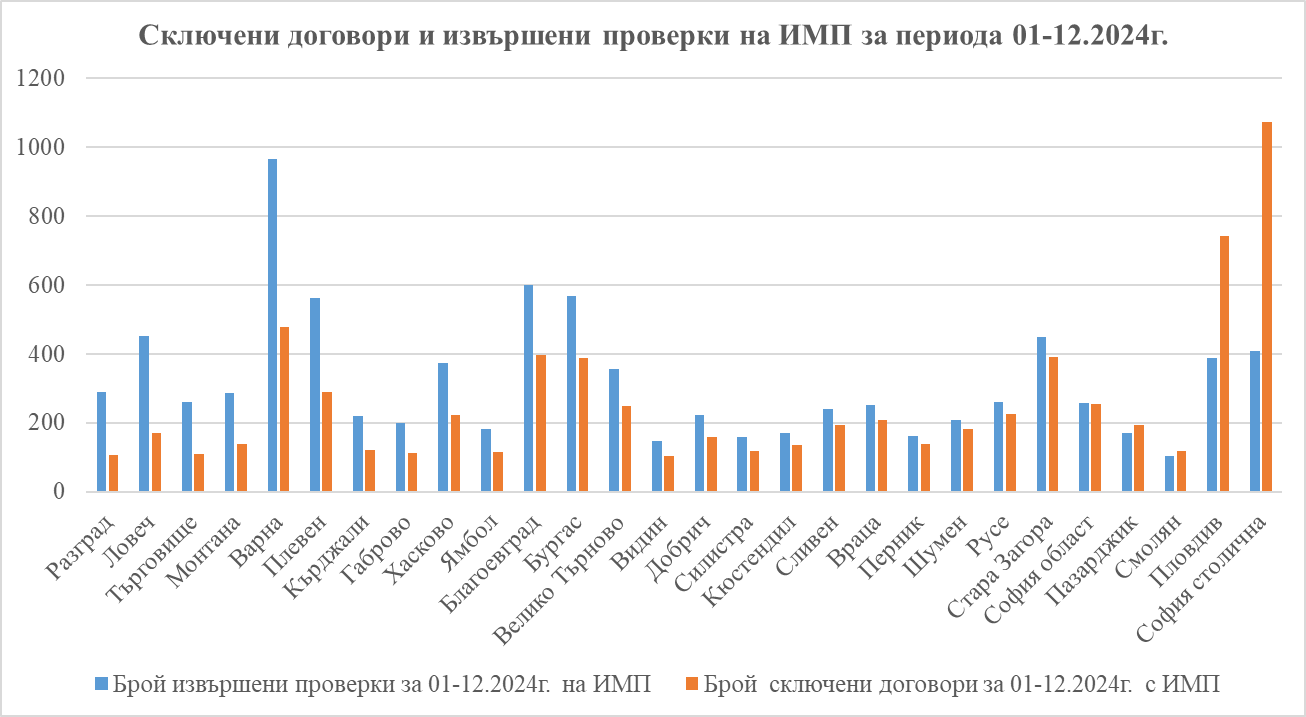 Сключени договори и извършени проверки на ИМП за периода 01-12.2024г.
1200
1000
800
600
400
200
0
Разград
Ловеч
Търговище
Монтана
Варна
Плевен
Кърджали
Габрово
Хасково
Ямбол
Благоевград
Бургас
Велико Търново
Видин
Добрич
Силистра
Кюстендил
Сливен
Враца
Перник
Шумен
Русе
Стара Загора
София област
Пазарджик
Смолян
Пловдив
София столична
Брой извършени проверки за 01-12.2024г. на ИМП
Брой сключени договори за 01-12.2024г. с ИМП